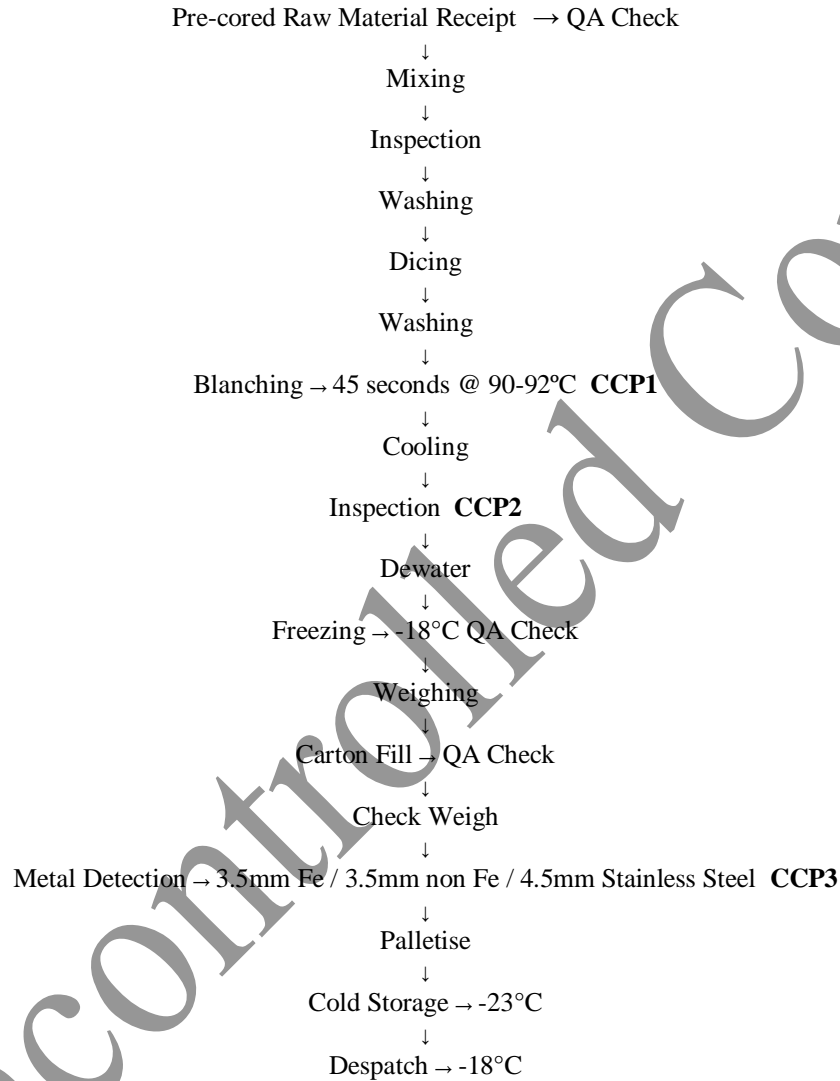 Pre-cored Raw Material Receipt → QA Check
↓
Mixing
↓
Inspection
↓
Washing
↓
Dicing
↓
Washing
↓
Blanching → 45 seconds @ 90-92ºC CCP1
↓
Cooling
↓
Inspection CCP2
↓
Dewater
↓
Freezing → -18°C QA Check
↓
Weighing
↓
Carton Fill → QA Check
↓
Check Weigh
↓
Metal Detection → 3.5mm Fe / 3.5mm non Fe / 4.5mm Stainless Steel CCP3
↓
Palletise
↓
Cold Storage → -23°C
↓
Despatch → -18°C
controlled Co